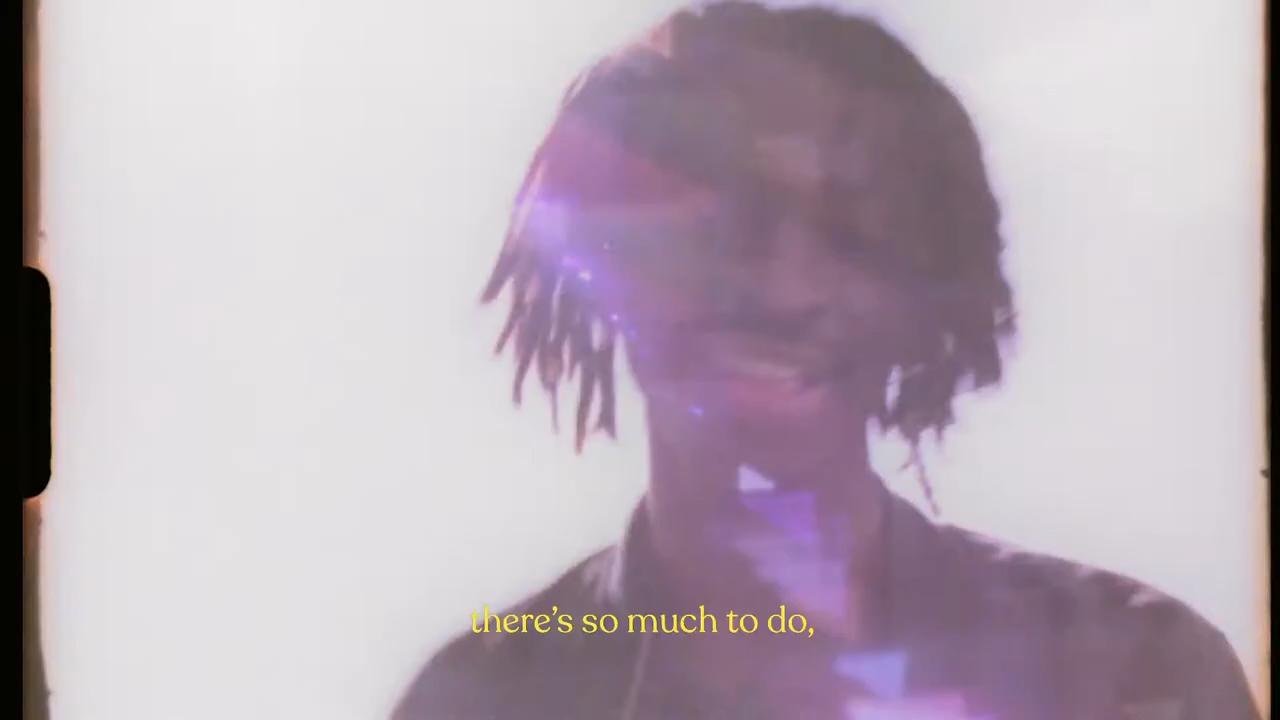 there’s so much to do,